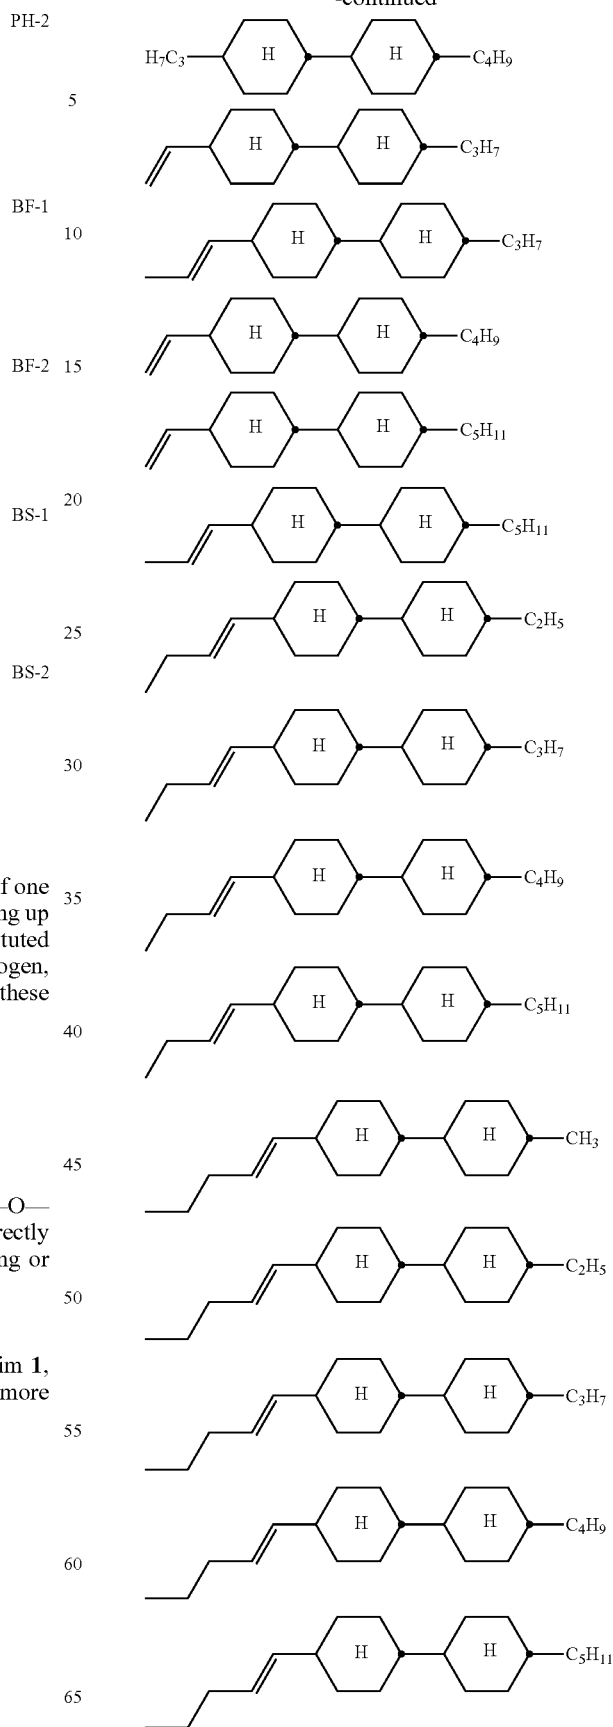 -continued
PH-2
H7C3 H H C4H9
5
H H C3H7
BF-1
10 H H C3H7
H H C4H9
BF-2 15
H H C5H11
20
BS-1 H H C5H11
H H C2H5
25
BS-2
H H C3H7
30
H H C4H9
f one 35
ng up
tuted
ogen, H H C5H11
these
40
H H CH3
45
—O—
rectly
ng or H H C2H5
50
im 1,
more H H C3H7
55
H H C4H9
60
H H C5H11
65